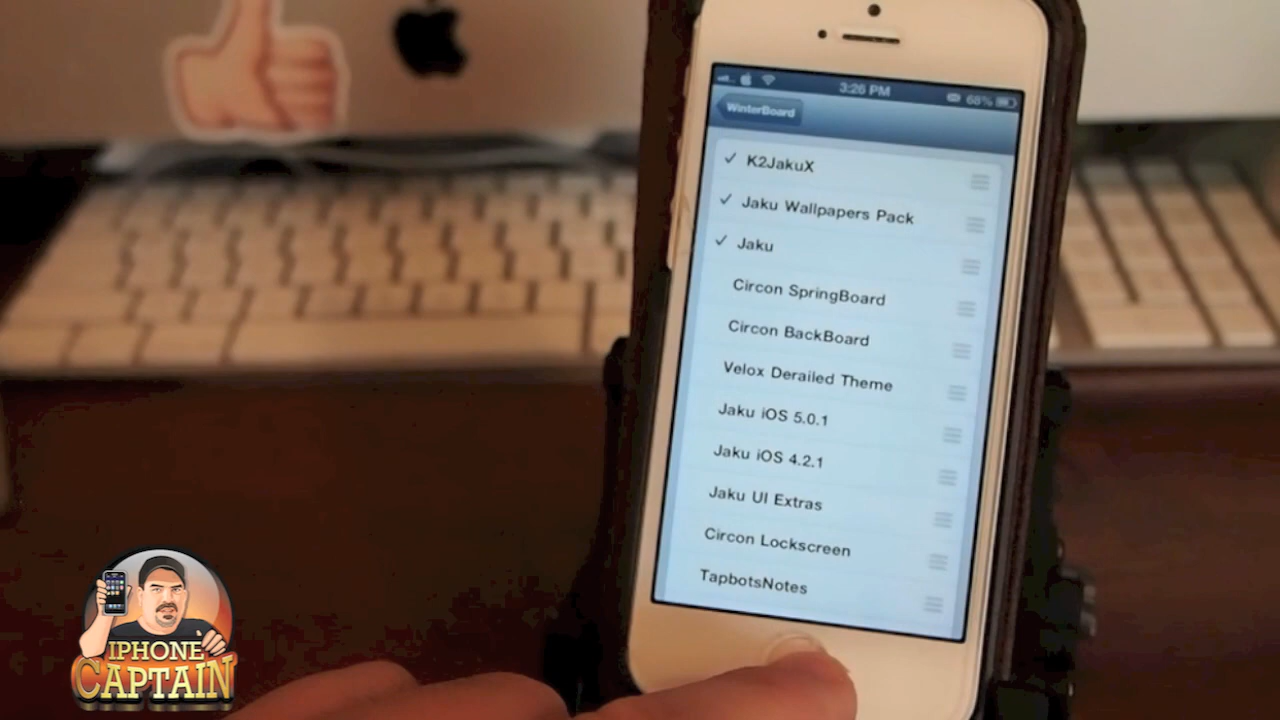 3:26 PM
68%
WinterBoard
K2JakuX
Jaku Wallpapers Pack
Jaku
Circon SpringBoard
Circon BackBoard
Velox Derailed Theme
Jaku iOS 5.0.1
Jaku iOS 4.2.1
Jaku UI Extras
Circon Lockscreen
TapbotsNotes
IPHONE
CAPTAIN